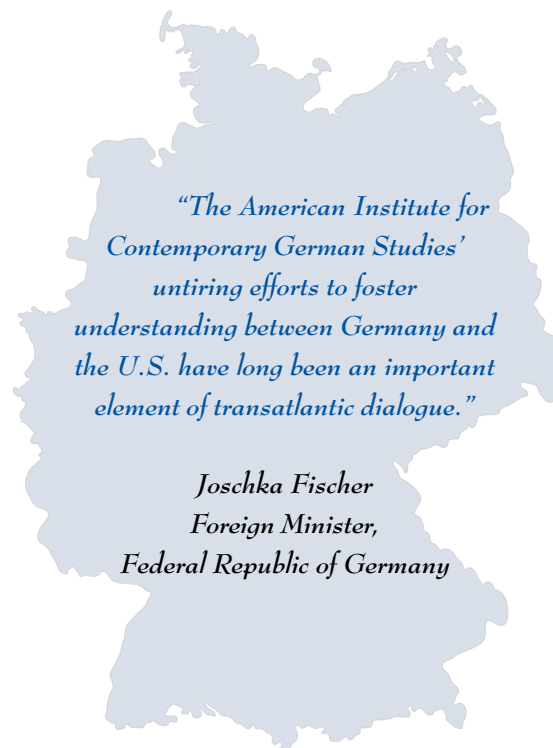 “The American Institute for
Contemporary German Studies’
untiring efforts to foster
understanding between Germany and
the U.S. have long been an important
element of transatlantic dialogue.”
Joschka Fischer
Foreign Minister,
Federal Republic of Germany